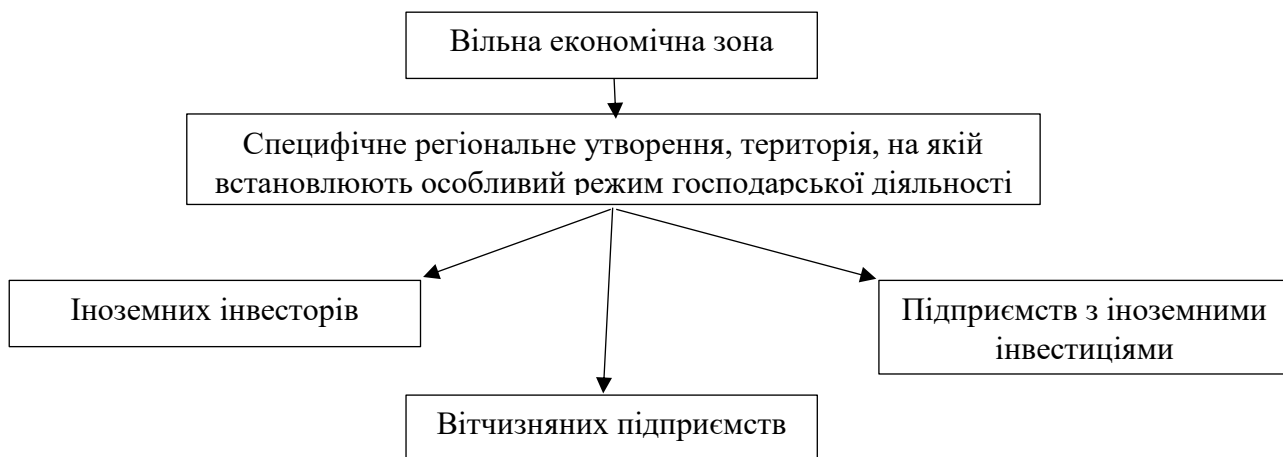 Вільна економічна зона
Специфічне регіональне утворення, територія, на якій
встановлюють особливий режим господарської діяльності
Іноземних інвесторів
Підприємств з іноземними
інвестиціями
Вітчизняних підприємств